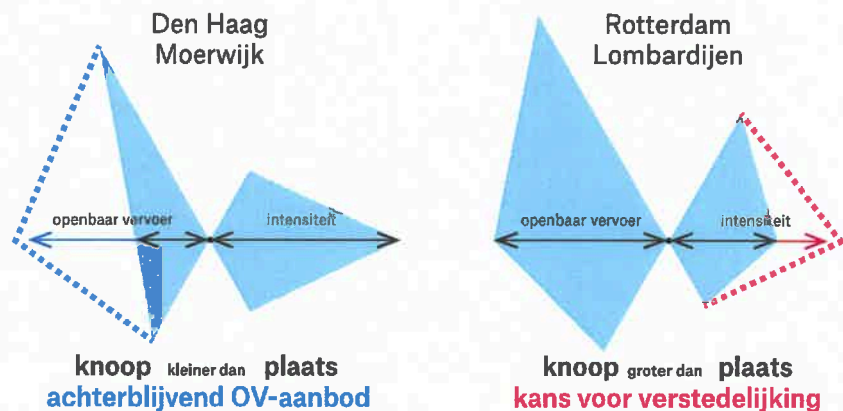 Den Haag
Moerwijk
openbaar vervoer
intensiteit
knoop kleiner dan plaats
achterblijvend OV-aanbod
Rotterdam
Lombardijen
openbaar vervoer
intensiteit
knoop groter dan plaats
kans voor verstedelijking